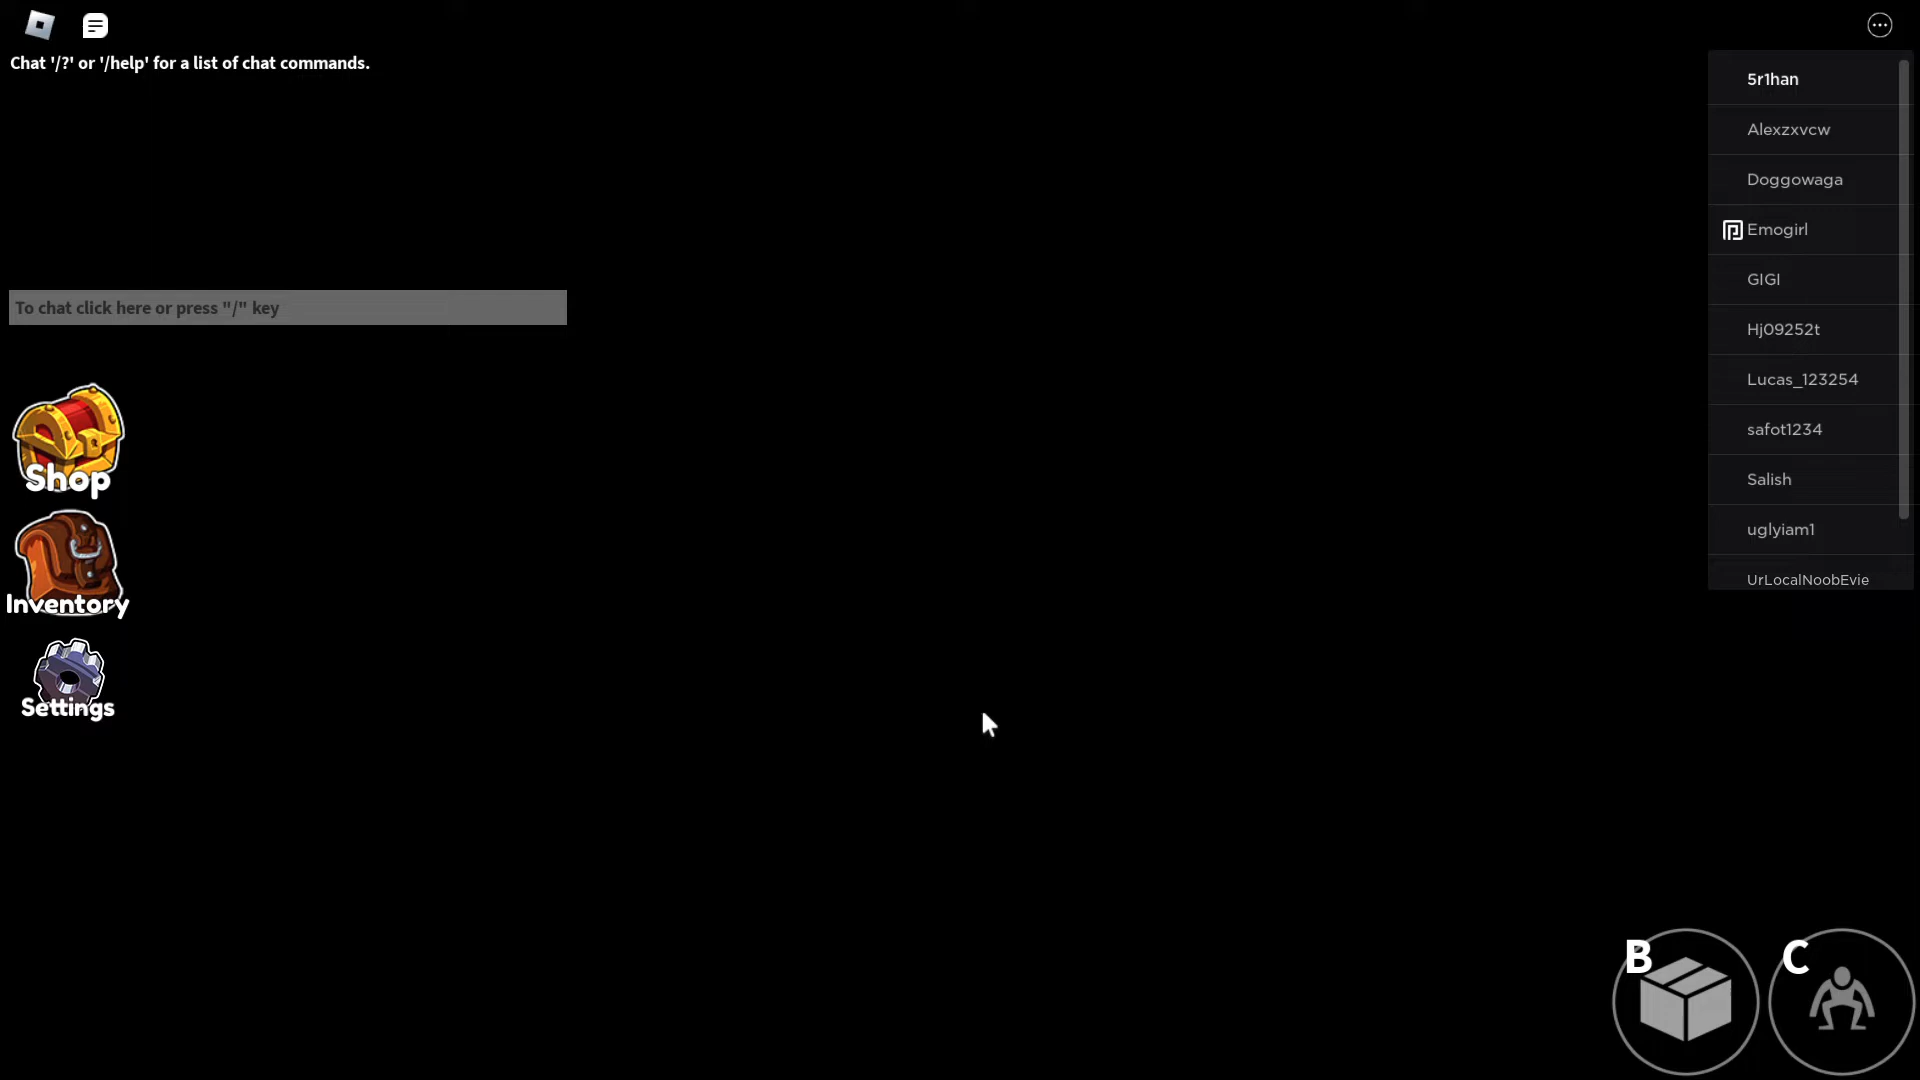 Chat '/?' or '/help' for a list of chat commands.
To chat click here or press "/" key
Shop
Inventory
Settings
5r1han
Alexzxvcw
Doggowaga
Emogirl
GIGI
Hj09252t
Lucas_123254
safot1234
Salish
uglyiam1
UrLocalNoobEvie
B
C